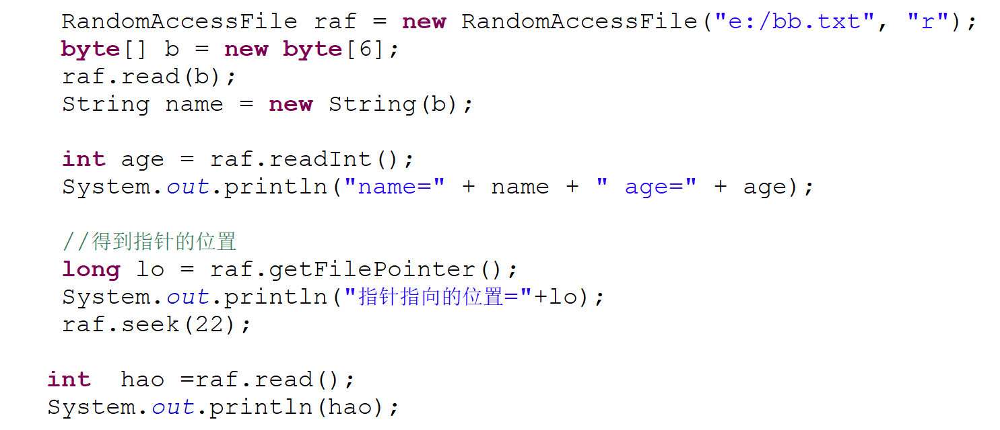 RandomAccessFile raf = new RandomAccessFile("e:/bb.txt", "r");
byte[] b = new byte[6];
raf.read(b);
String name = new String(b);
int age = raf.readInt();
System.out.println("name=" + name + " age=" + age);
//得到指针的位置
long lo = raf.getFilePointer();
System.out.println("指针指向的位置="+lo);
raf.seek(22);
int  hao =raf.read();
System.out.println(hao);